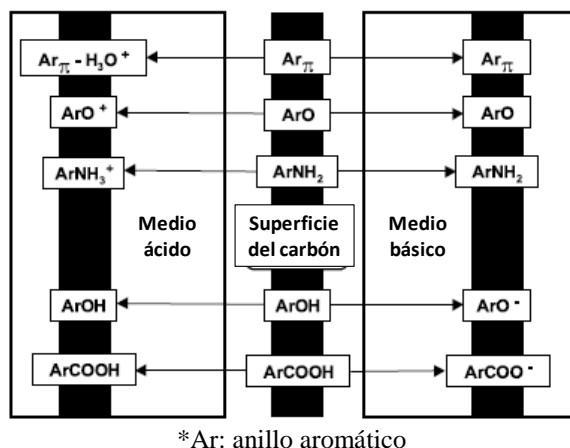 Arπ - H₃O⁺ Arπ Arπ
ArO⁺ ArO ArO
ArNH₃⁺ ArNH₂ ArNH₂
Medio
ácido
Superficie
del carbón
Medio
básico
ArOH ArOH ArO⁻
ArCOOH ArCOOH ArCOO⁻
*Ar: anillo aromático